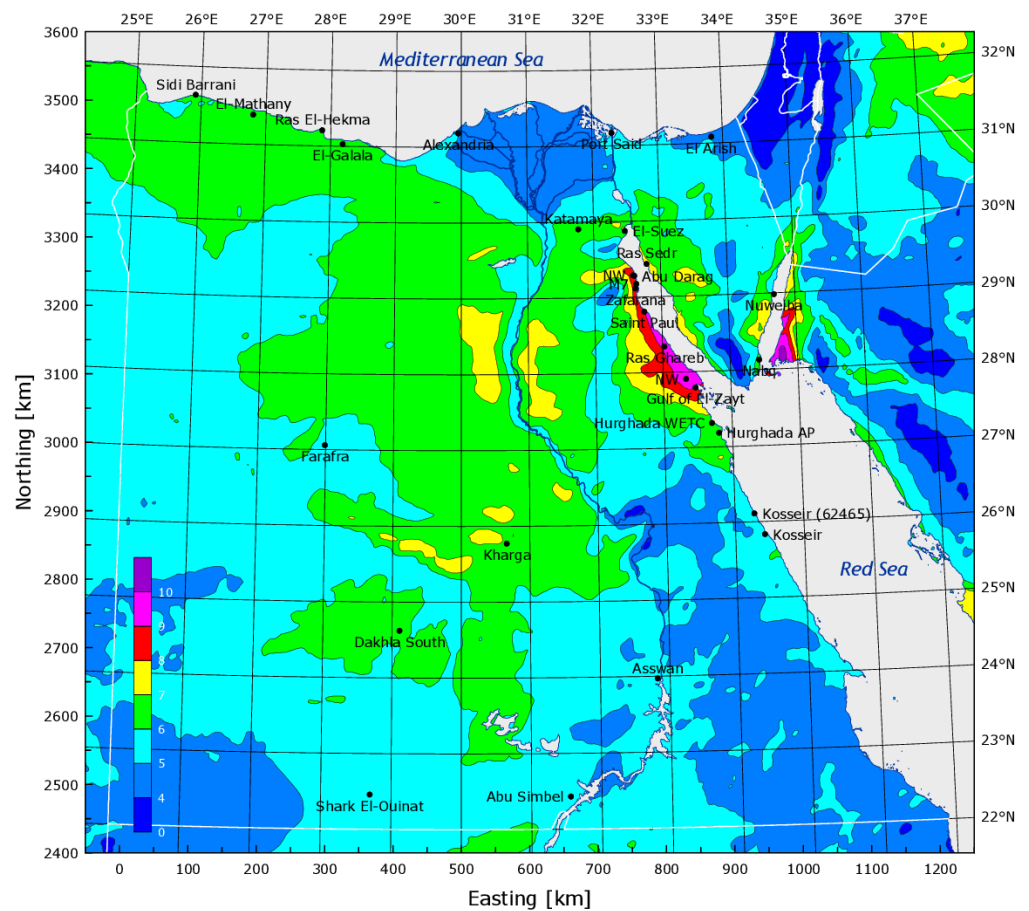 25°E 26°E 27°E 28°E 29°E 30°E 31°E 32°E 33°E 34°E 35°E 36°E 37°E
3600
Mediterranean Sea
32°N
Sidi Barrani
3500
El-Mathany
Ras El-Hekma
31°N
El-Galala
Alexandria
Port Said
El Arish
3400
30°N
Katamaya
3300
El-Suez
Ras Sedr
29°N
NW
Abu Darag
M7
Zafarana
Nuweiba
3200
Saint Paul
28°N
Ras Ghareb
Nabq
3100
NW
Gulf of El-Zayt
Hurghada WETC
Hurghada AP
27°N
3000
Farafra
Northing [km]
2900
Kosseir (62465)
26°N
Kosseir
Kharga
Red Sea
2800
25°N
10
9
8
7
6
5
4
0
Dakhla South
2700
Asswan
24°N
2600
23°N
2500
Shark El-Ouinat
Abu Simbel
22°N
2400
0 100 200 300 400 500 600 700 800 900 1000 1100 1200
Easting [km]